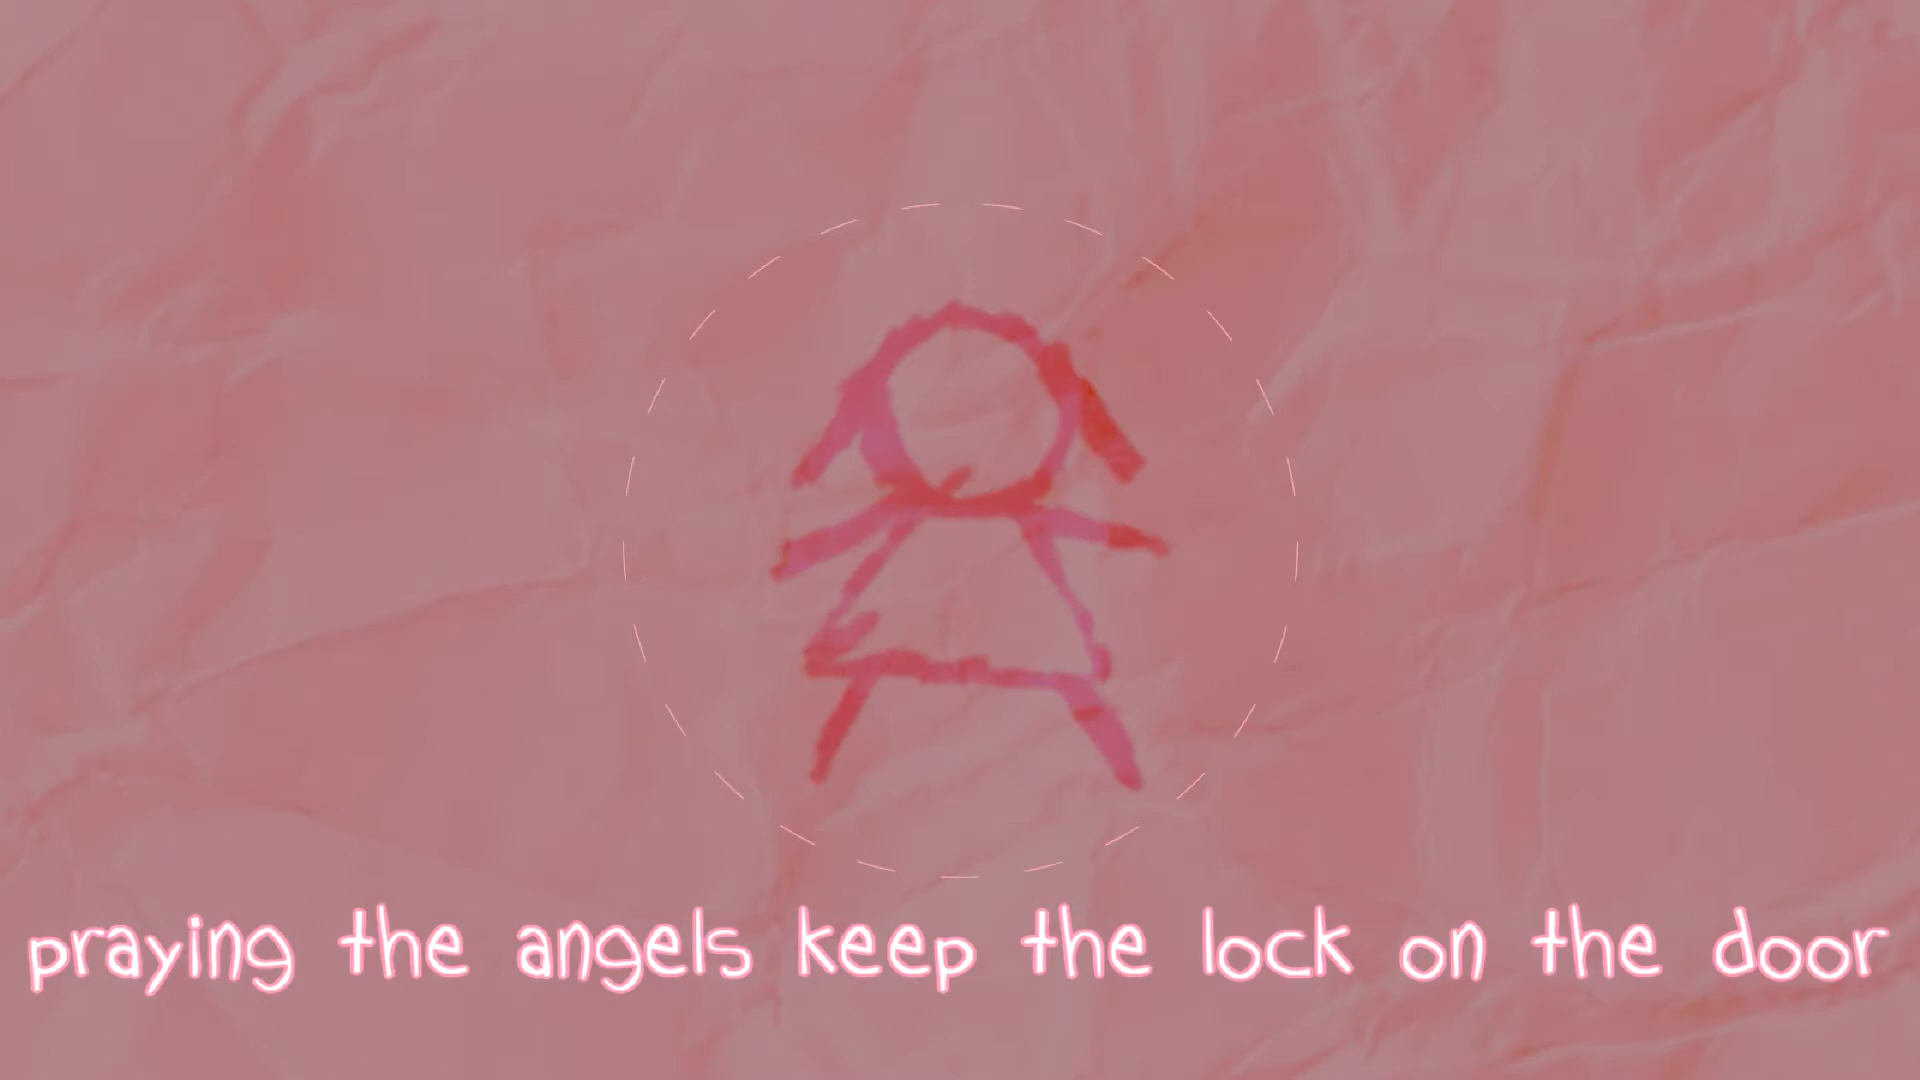 praying the angels keep the lock on the door